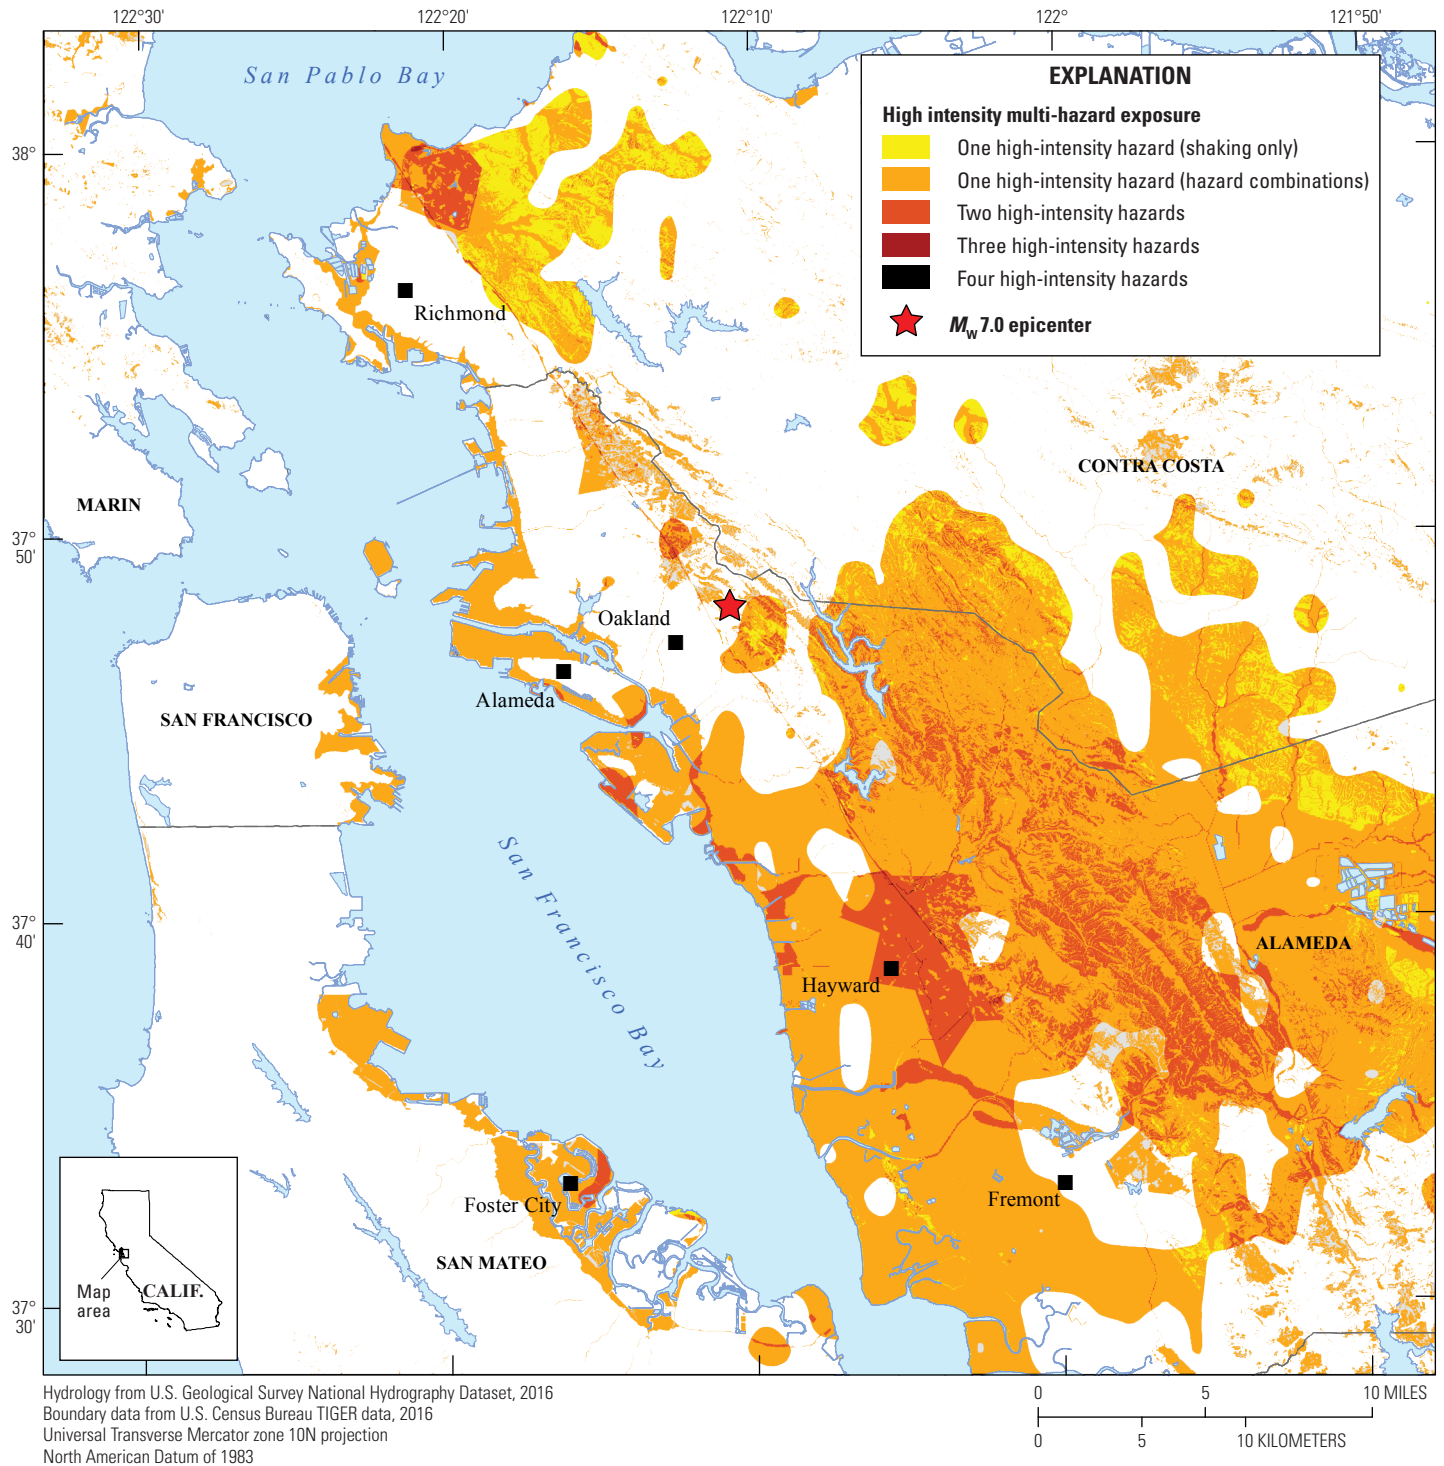 122°30' 122°20' 122°10' 122° 121°50'
San Pablo Bay
EXPLANATION
High intensity multi-hazard exposure
One high-intensity hazard (shaking only)
One high-intensity hazard (hazard combinations)
Two high-intensity hazards
Three high-intensity hazards
Four high-intensity hazards
Mw 7.0 epicenter
38°
Richmond
CONTRA COSTA
MARIN
37°
50'
Oakland
Alameda
SAN FRANCISCO
San Francisco Bay
37°
40'
ALAMEDA
Hayward
Foster City
Fremont
SAN MATEO
Map
area
CALIF.
37°
30'
Hydrology from U.S. Geological Survey National Hydrography Dataset, 2016
Boundary data from U.S. Census Bureau TIGER data, 2016
Universal Transverse Mercator zone 10N projection
North American Datum of 1983
0 5 10 MILES
0 5 10 KILOMETERS